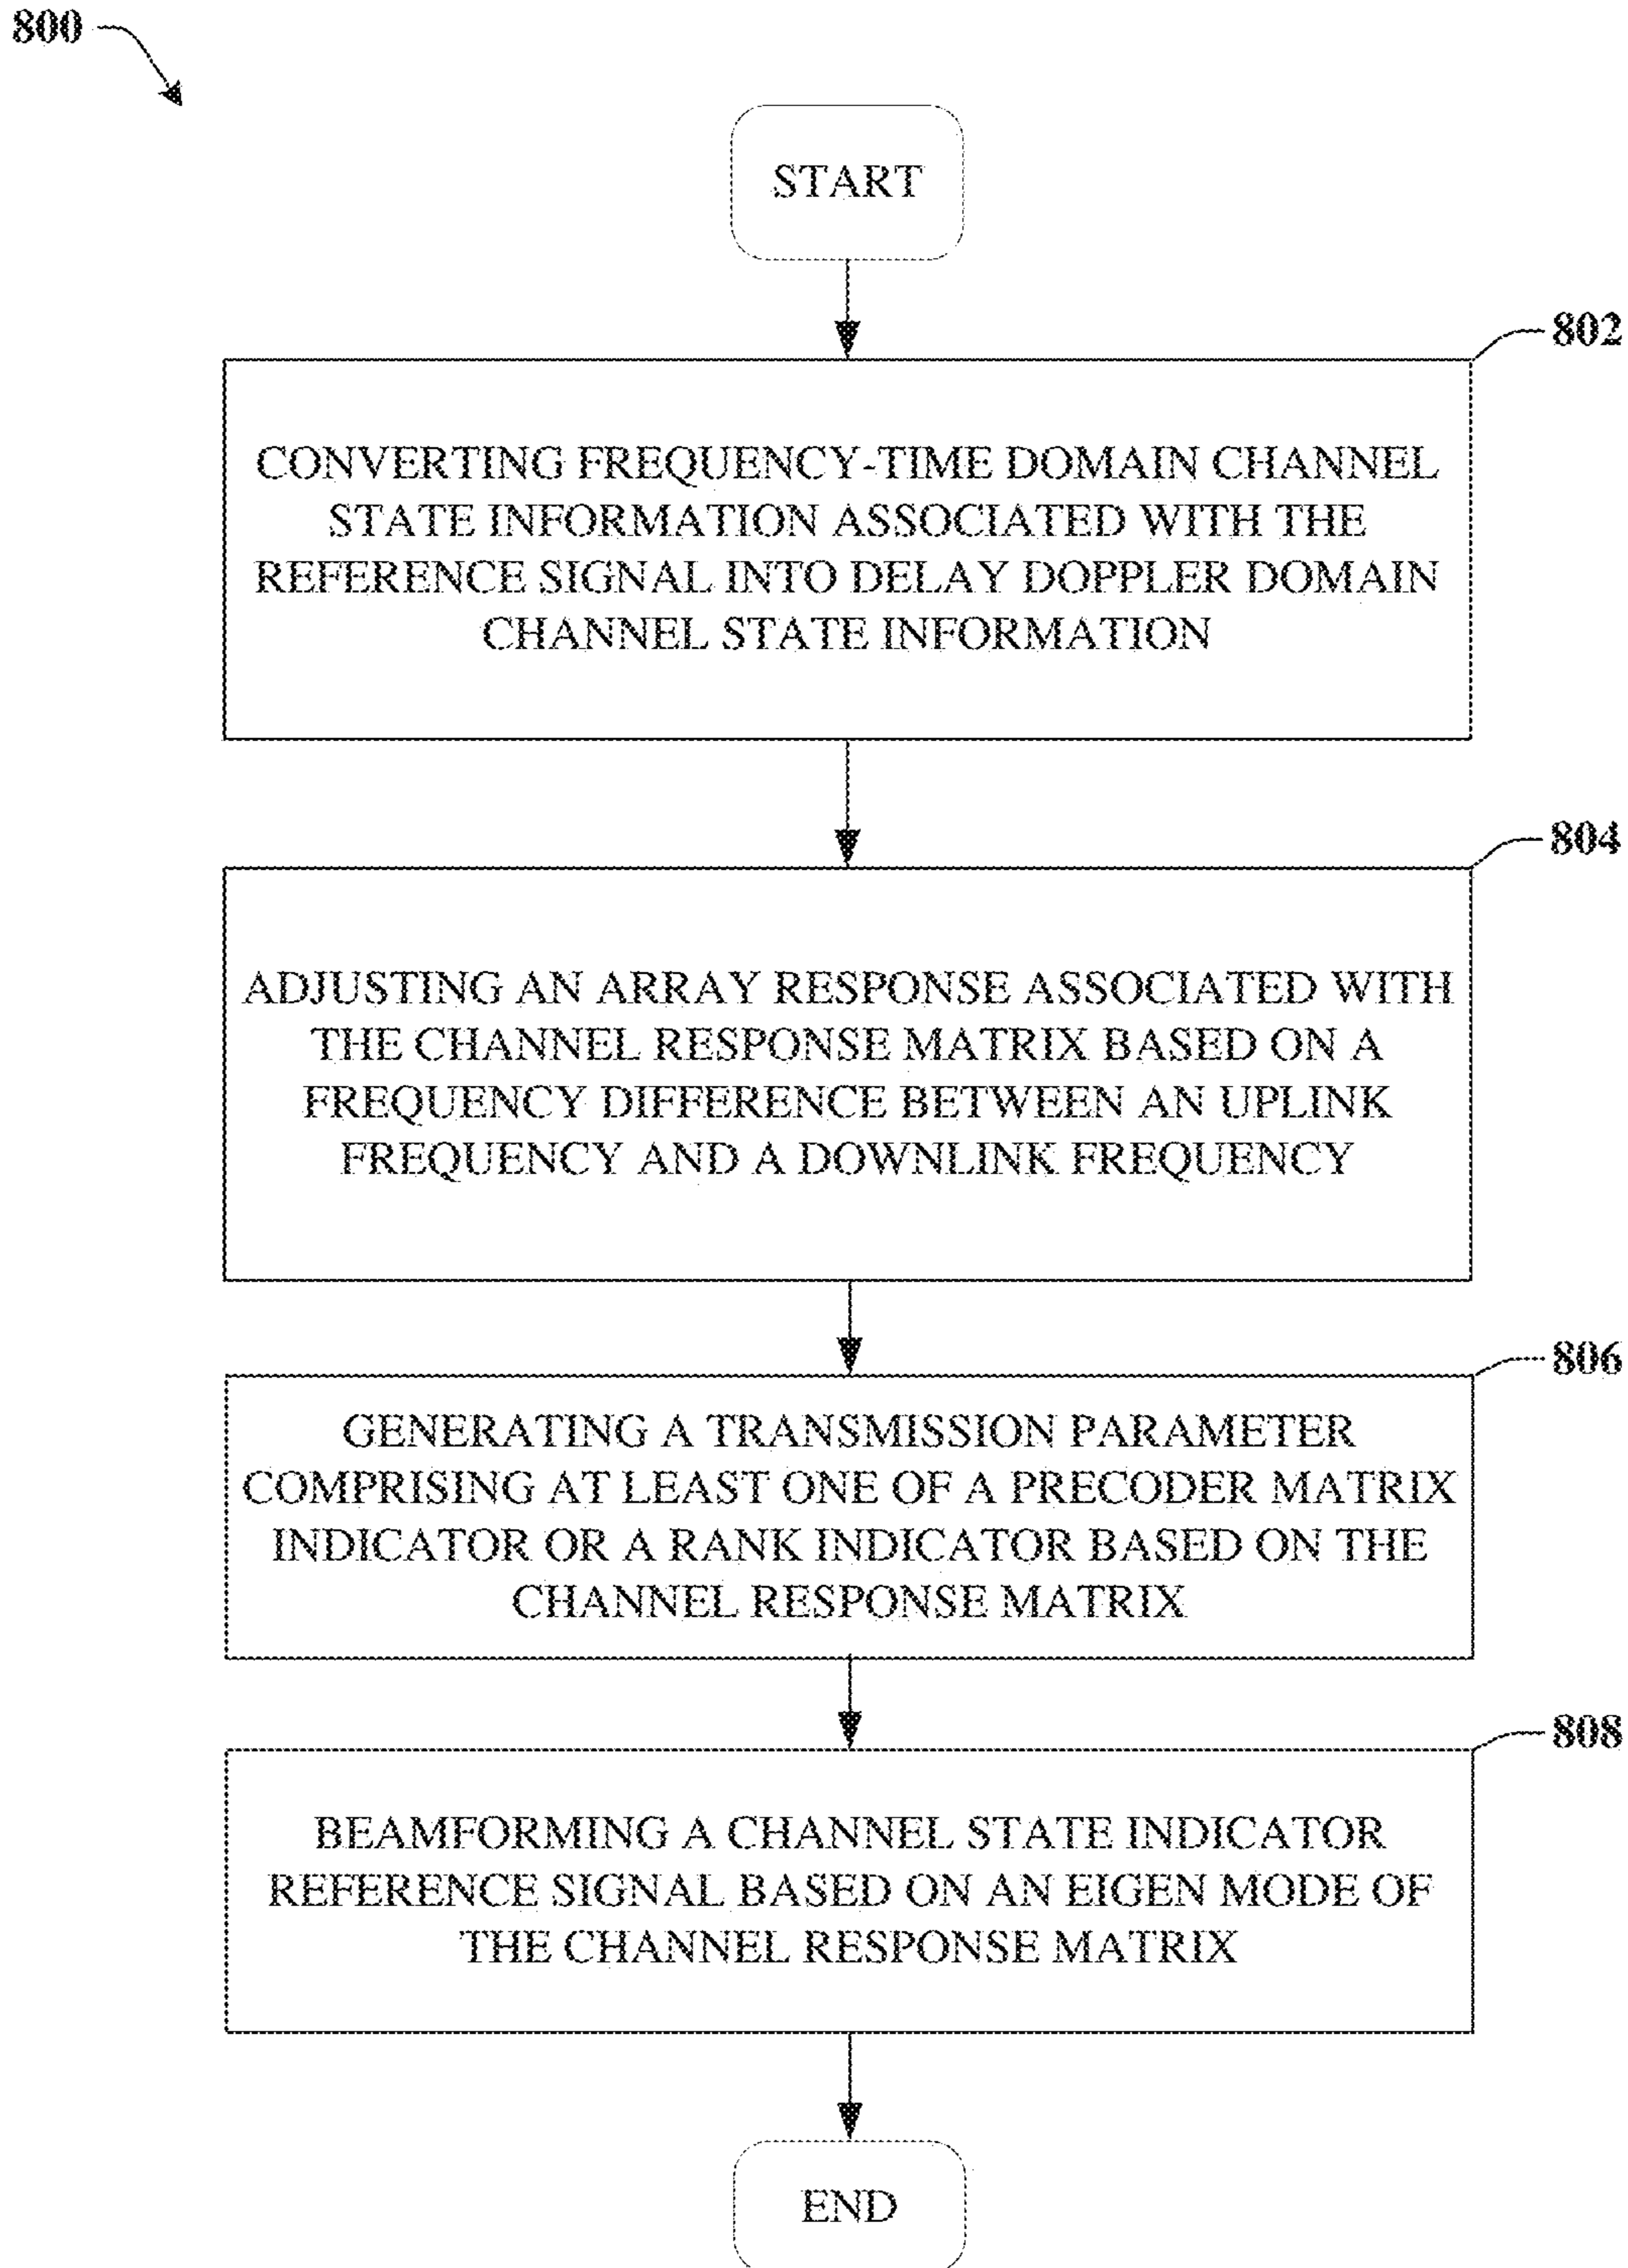 800
START
802
CONVERTING FREQUENCY-TIME DOMAIN CHANNEL
STATE INFORMATION ASSOCIATED WITH THE
REFERENCE SIGNAL INTO DELAY DOPPLER DOMAIN
CHANNEL STATE INFORMATION
804
ADJUSTING AN ARRAY RESPONSE ASSOCIATED WITH
THE CHANNEL RESPONSE MATRIX BASED ON A
FREQUENCY DIFFERENCE BETWEEN AN UPLINK
FREQUENCY AND A DOWNLINK FREQUENCY
806
GENERATING A TRANSMISSION PARAMETER
COMPRISING AT LEAST ONE OF A PRECODER MATRIX
INDICATOR OR A RANK INDICATOR BASED ON THE
CHANNEL RESPONSE MATRIX
808
BEAMFORMING A CHANNEL STATE INDICATOR
REFERENCE SIGNAL BASED ON AN EIGEN MODE OF
THE CHANNEL RESPONSE MATRIX
END